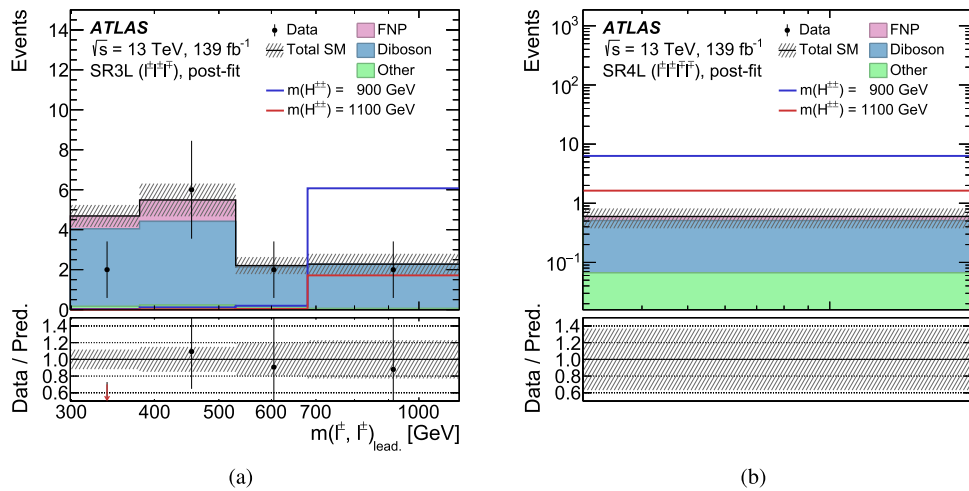 Events
ATLAS
√s = 13 TeV, 139 fb⁻¹
SR3L (l±l±l∓), post-fit
Data
Total SM
FNP
Diboson
Other
m(H±±) = 900 GeV
m(H±±) = 1100 GeV
16
14
12
10
8
6
4
2
0
Data / Pred.
1.4
1.2
1.0
0.8
0.6
300 400 500 600 700 1000
m(l±, l±)lead. [GeV]
(a)
Events
ATLAS
√s = 13 TeV, 139 fb⁻¹
SR4L (l±l±l∓l∓), post-fit
Data
Total SM
FNP
Diboson
Other
m(H±±) = 900 GeV
m(H±±) = 1100 GeV
10³
10²
10
1
10⁻¹
Data / Pred.
1.4
1.2
1.0
0.8
0.6
(b)